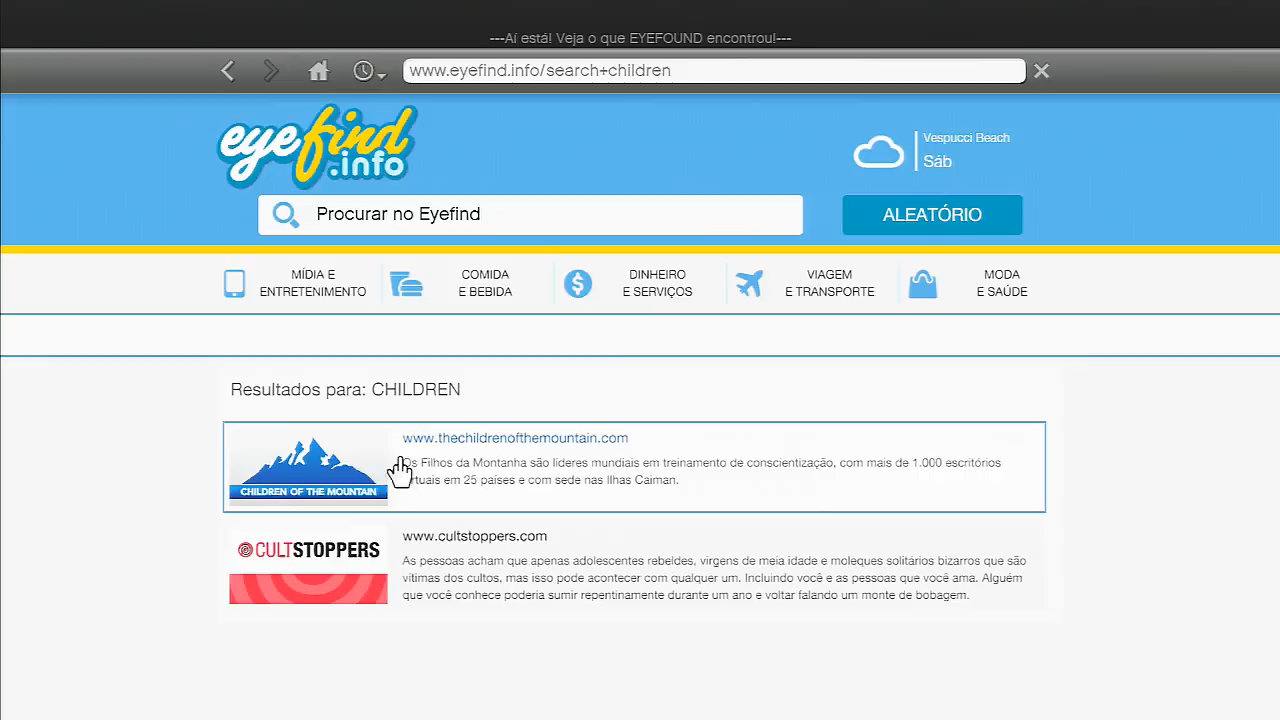 ---Aí está! Veja o que EYEFOUND encontrou!---
www.eyefind.info/search+children
eyefind
.info
Vespucci Beach
Sáb
Procurar no Eyefind
ALEATÓRIO
MÍDIA E
ENTRETENIMENTO
COMIDA
E BEBIDA
DINHEIRO
E SERVIÇOS
VIAGEM
E TRANSPORTE
MODA
E SAÚDE
Resultados para: CHILDREN
CHILDREN OF THE MOUNTAIN
www.thechildrenofthemountain.com
Os Filhos da Montanha são líderes mundiais em treinamento de conscientização, com mais de 1.000 escritórios
virtuais em 25 países e com sede nas Ilhas Caiman.
CULTSTOPPERS
www.cultstoppers.com
As pessoas acham que apenas adolescentes rebeldes, virgens de meia idade e moleques solitários bizarros que são
vítimas dos cultos, mas isso pode acontecer com qualquer um. Incluindo você e as pessoas que você ama. Alguém
que você conhece poderia sumir repentinamente durante um ano e voltar falando um monte de bobagem.